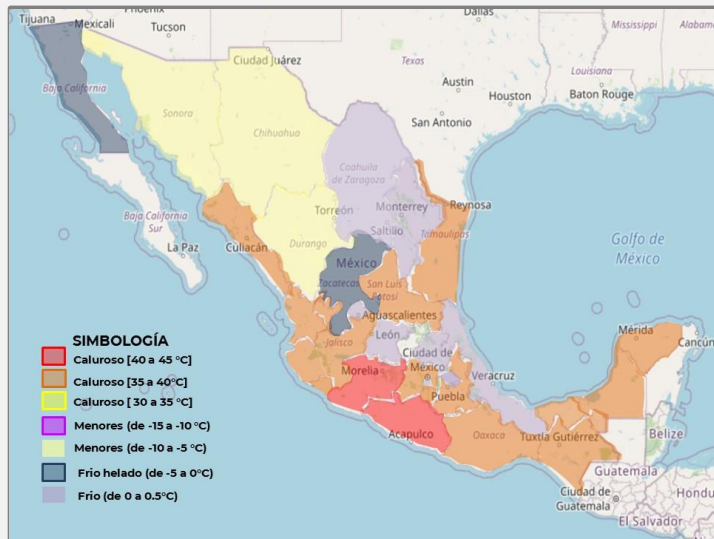 Tijuana
Mexicali
Tucson
Dallas
Mississippi
Alabama
Ciudad Juárez
Texas
Louisiana
Austin
Baton Rouge
Houston
San Antonio
Baja California
Sonora
Chihuahua
Coahuila
de Zaragoza
Baja California
Sur
Torreón
Monterrey
Reynosa
Saltillo
Tamaulipas
La Paz
Culiacán
Durango
México
Zacatecas
San Luis
Potosí
Golfo de
México
Aguascalientes
Jalisco
León
Ciudad de
México
Mérida
Cancún
Morelia
Veracruz
Puebla
Acapulco
Oaxaca
Tuxtla Gutiérrez
Belize
Guatemala
Ciudad de
Guatemala
Hondu
El Salvador
SIMBOLOGÍA
Caluroso [40 a 45 °C]
Caluroso [35 a 40°C]
Caluroso [ 30 a 35 °C]
Menores (de -15 a -10 °C)
Menores (de -10 a -5 °C)
Frio helado (de -5 a 0°C)
Frio (de 0 a 0.5°C)